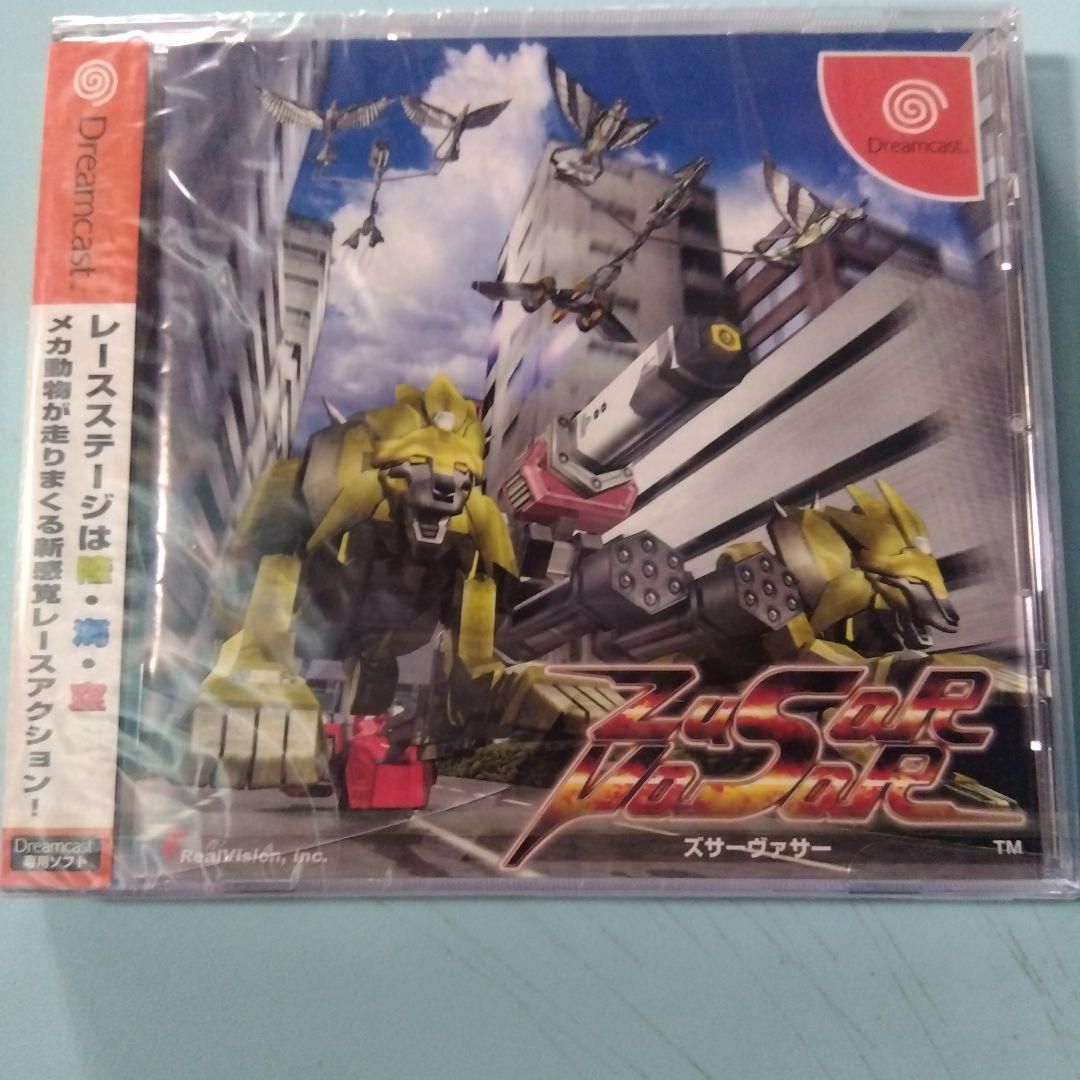 Dreamcast™
レースステージは陸・海・空
メカ動物が走りまくる新感覚レースアクション！
Dreamcast
専用ソフト
Dreamcast™
ZuSaR
VaSaR
ズサーヴァサー
TM
RealVision, inc.